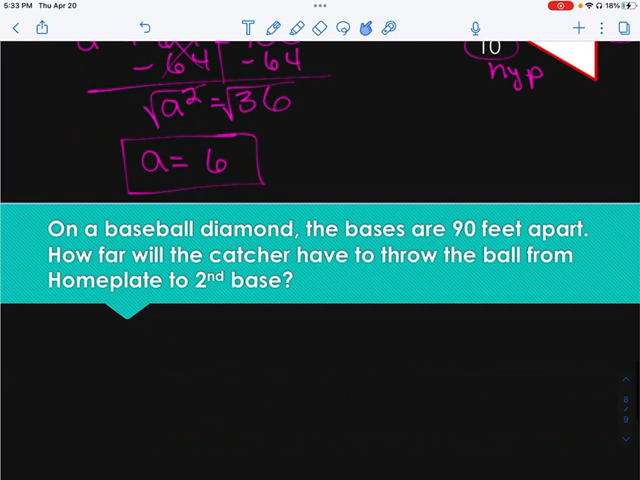 5:33 PM Thu Apr 20
18%
- 64 - 64
10
hyp
√a² = √36
a = 6
On a baseball diamond, the bases are 90 feet apart.
How far will the catcher have to throw the ball from
Homeplate to 2nd base?
8
/
9